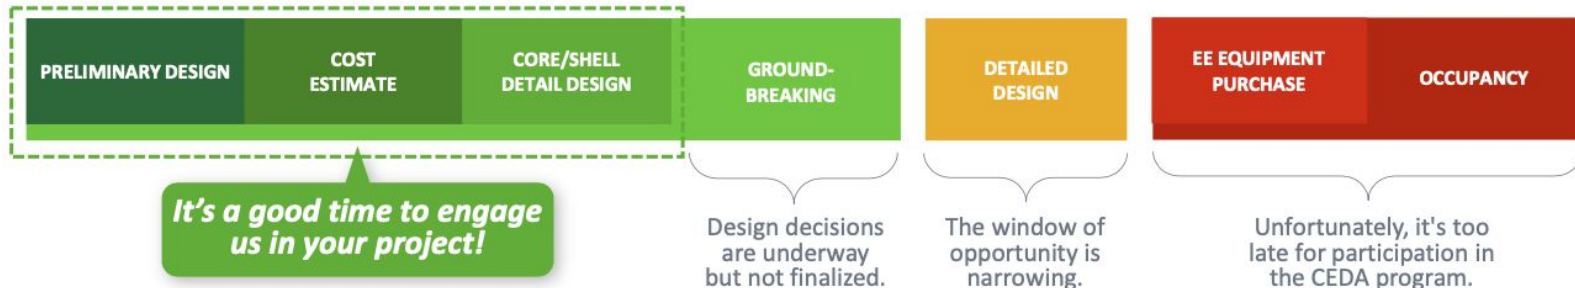 PRELIMINARY DESIGN
COST
ESTIMATE
CORE/SHELL
DETAIL DESIGN
GROUND-
BREAKING
DETAILED
DESIGN
EE EQUIPMENT
PURCHASE
OCCUPANCY
It's a good time to engage
us in your project!
Design decisions
are underway
but not finalized.
The window of
opportunity is
narrowing.
Unfortunately, it's too
late for participation in
the CEDA program.